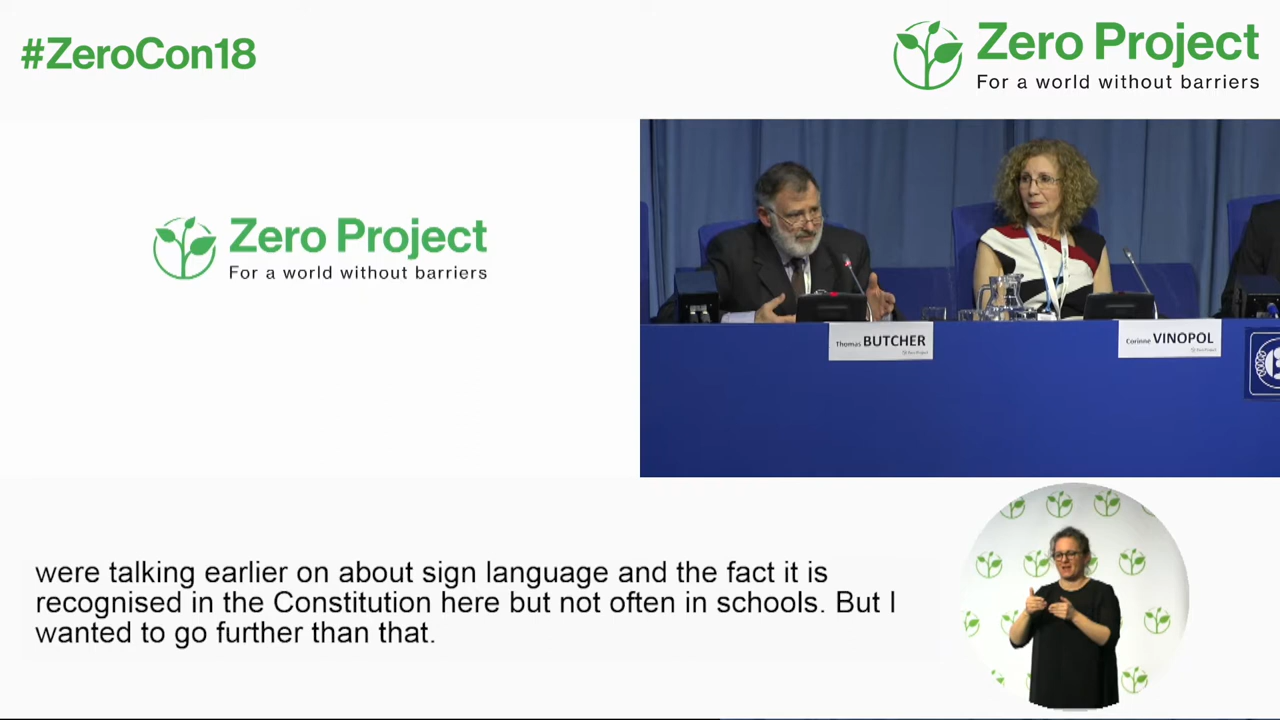 #ZeroCon18
Zero Project
For a world without barriers
Zero Project
For a world without barriers
Thomas BUTCHER
Corinne VINOPOL
were talking earlier on about sign language and the fact it is
recognised in the Constitution here but not often in schools. But I
wanted to go further than that.